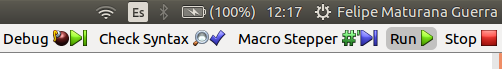 Es (100%) 12:17 Felipe Maturana Guerra
Debug Check Syntax Macro Stepper #' Run Stop